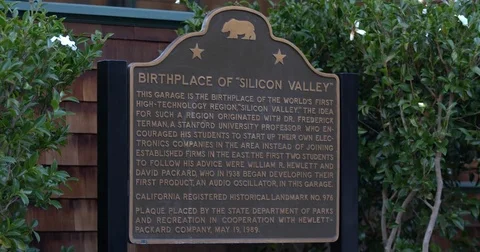 BIRTHPLACE OF "SILICON VALLEY"
THIS GARAGE IS THE BIRTHPLACE OF THE WORLD'S FIRST
HIGH-TECHNOLOGY REGION, "SILICON VALLEY." THE IDEA
FOR SUCH A REGION ORIGINATED WITH DR. FREDERICK
TERMAN, A STANFORD UNIVERSITY PROFESSOR WHO EN-
COURAGED HIS STUDENTS TO START UP THEIR OWN ELEC-
TRONICS COMPANIES IN THE AREA INSTEAD OF JOINING
ESTABLISHED FIRMS IN THE EAST. THE FIRST TWO STUDENTS
TO FOLLOW HIS ADVICE WERE WILLIAM R. HEWLETT AND
DAVID PACKARD, WHO IN 1938 BEGAN DEVELOPING THEIR
FIRST PRODUCT, AN AUDIO OSCILLATOR, IN THIS GARAGE.
CALIFORNIA REGISTERED HISTORICAL LANDMARK NO. 976
PLAQUE PLACED BY THE STATE DEPARTMENT OF PARKS
AND RECREATION IN COOPERATION WITH HEWLETT-
PACKARD COMPANY, MAY 19, 1989.